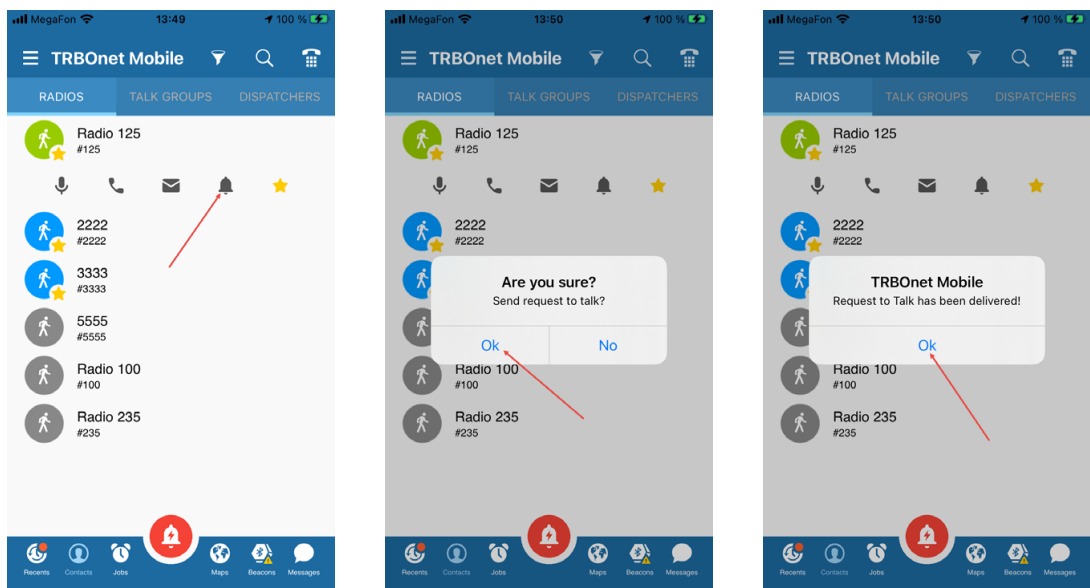 MegaFon 13:49 100 %
TRBOnet Mobile
RADIOS TALK GROUPS DISPATCHERS
Radio 125
#125
2222
#2222
3333
#3333
5555
#5555
Radio 100
#100
Radio 235
#235
Recents Contacts Jobs Maps Beacons Messages
MegaFon 13:50 100 %
TRBOnet Mobile
RADIOS TALK GROUPS DISPATCHERS
Radio 125
#125
2222
#2222
Are you sure?
Send request to talk?
Ok No
Radio 100
#100
Radio 235
#235
Recents Contacts Jobs Maps Beacons Messages
MegaFon 13:50 100 %
TRBOnet Mobile
RADIOS TALK GROUPS DISPATCHERS
Radio 125
#125
2222
#2222
TRBOnet Mobile
Request to Talk has been delivered!
Ok
Radio 100
#100
Radio 235
#235
Recents Contacts Jobs Maps Beacons Messages